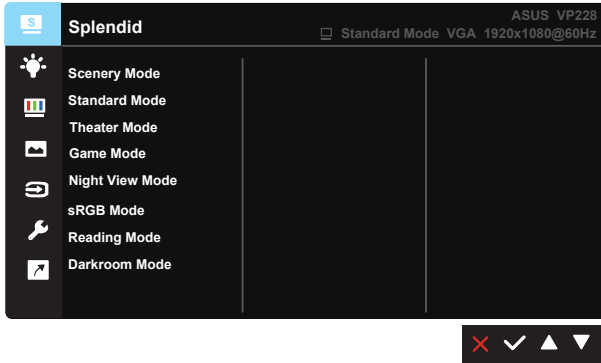 S
Splendid
ASUS VP228
Standard Mode VGA 1920x1080@60Hz
Scenery Mode
Standard Mode
Theater Mode
Game Mode
Night View Mode
sRGB Mode
Reading Mode
Darkroom Mode